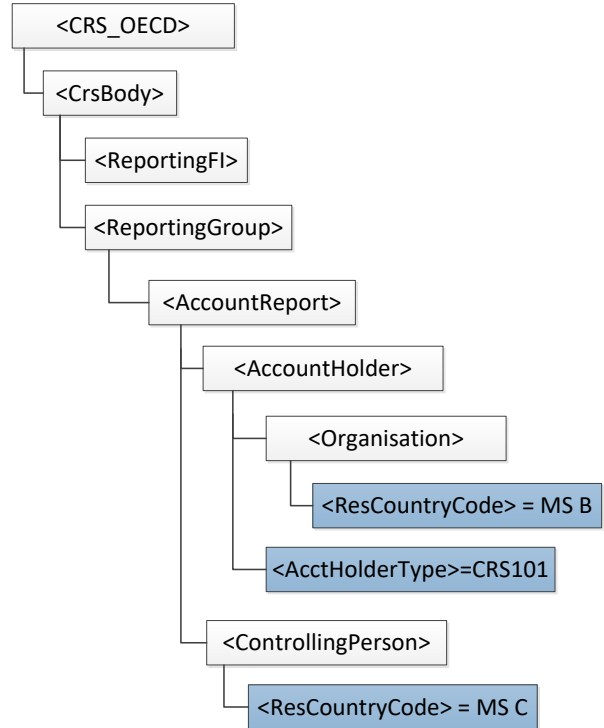 <CRS_OECD>
<CrsBody>
<ReportingFI>
<ReportingGroup>
<AccountReport>
<AccountHolder>
<Organisation>
<ResCountryCode> = MS B
<AcctHolderType>=CRS101
<ControllingPerson>
<ResCountryCode> = MS C